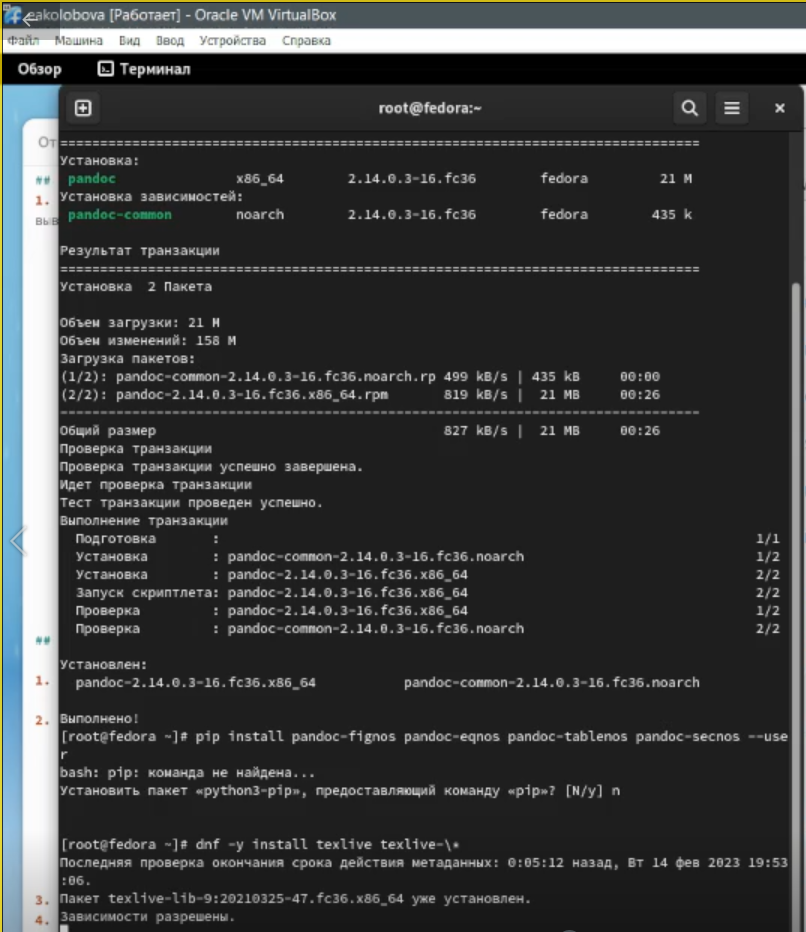 eakolobova [Работает] - Oracle VM VirtualBox
Файл Машина Вид Ввод Устройства Справка
Обзор Терминал
root@fedora:~
От
================================================================================
Установка:
## pandoc x86_64 2.14.0.3-16.fc36 fedora 21 M
1. Установка зависимостей:
pandoc-common noarch 2.14.0.3-16.fc36 fedora 435 k
выв
Результат транзакции
================================================================================
Установка 2 Пакета
Объем загрузки: 21 M
Объем изменений: 158 M
Загрузка пакетов:
(1/2): pandoc-common-2.14.0.3-16.fc36.noarch.rp 499 kB/s | 435 kB 00:00
(2/2): pandoc-2.14.0.3-16.fc36.x86_64.rpm 819 kB/s | 21 MB 00:26
--------------------------------------------------------------------------------
Общий размер 827 kB/s | 21 MB 00:26
Проверка транзакции
Проверка транзакции успешно завершена.
Идет проверка транзакции
Тест транзакции проведен успешно.
Выполнение транзакции
Подготовка : 1/1
Установка : pandoc-common-2.14.0.3-16.fc36.noarch 1/2
Установка : pandoc-2.14.0.3-16.fc36.x86_64 2/2
Запуск скриптлета: pandoc-2.14.0.3-16.fc36.x86_64 2/2
Проверка : pandoc-2.14.0.3-16.fc36.x86_64 1/2
Проверка : pandoc-common-2.14.0.3-16.fc36.noarch 2/2
##
Установлен:
1. pandoc-2.14.0.3-16.fc36.x86_64 pandoc-common-2.14.0.3-16.fc36.noarch
2. Выполнено!
[root@fedora ~]# pip install pandoc-fignos pandoc-eqnos pandoc-tablenos pandoc-secnos --use
r
bash: pip: команда не найдена...
Установить пакет «python3-pip», предоставляющий команду «pip»? [N/y] n
[root@fedora ~]# dnf -y install texlive texlive-\*
Последняя проверка окончания срока действия метаданных: 0:05:12 назад, Вт 14 фев 2023 19:53
:06.
3. Пакет texlive-lib-9:20210325-47.fc36.x86_64 уже установлен.
4. Зависимости разрешены.